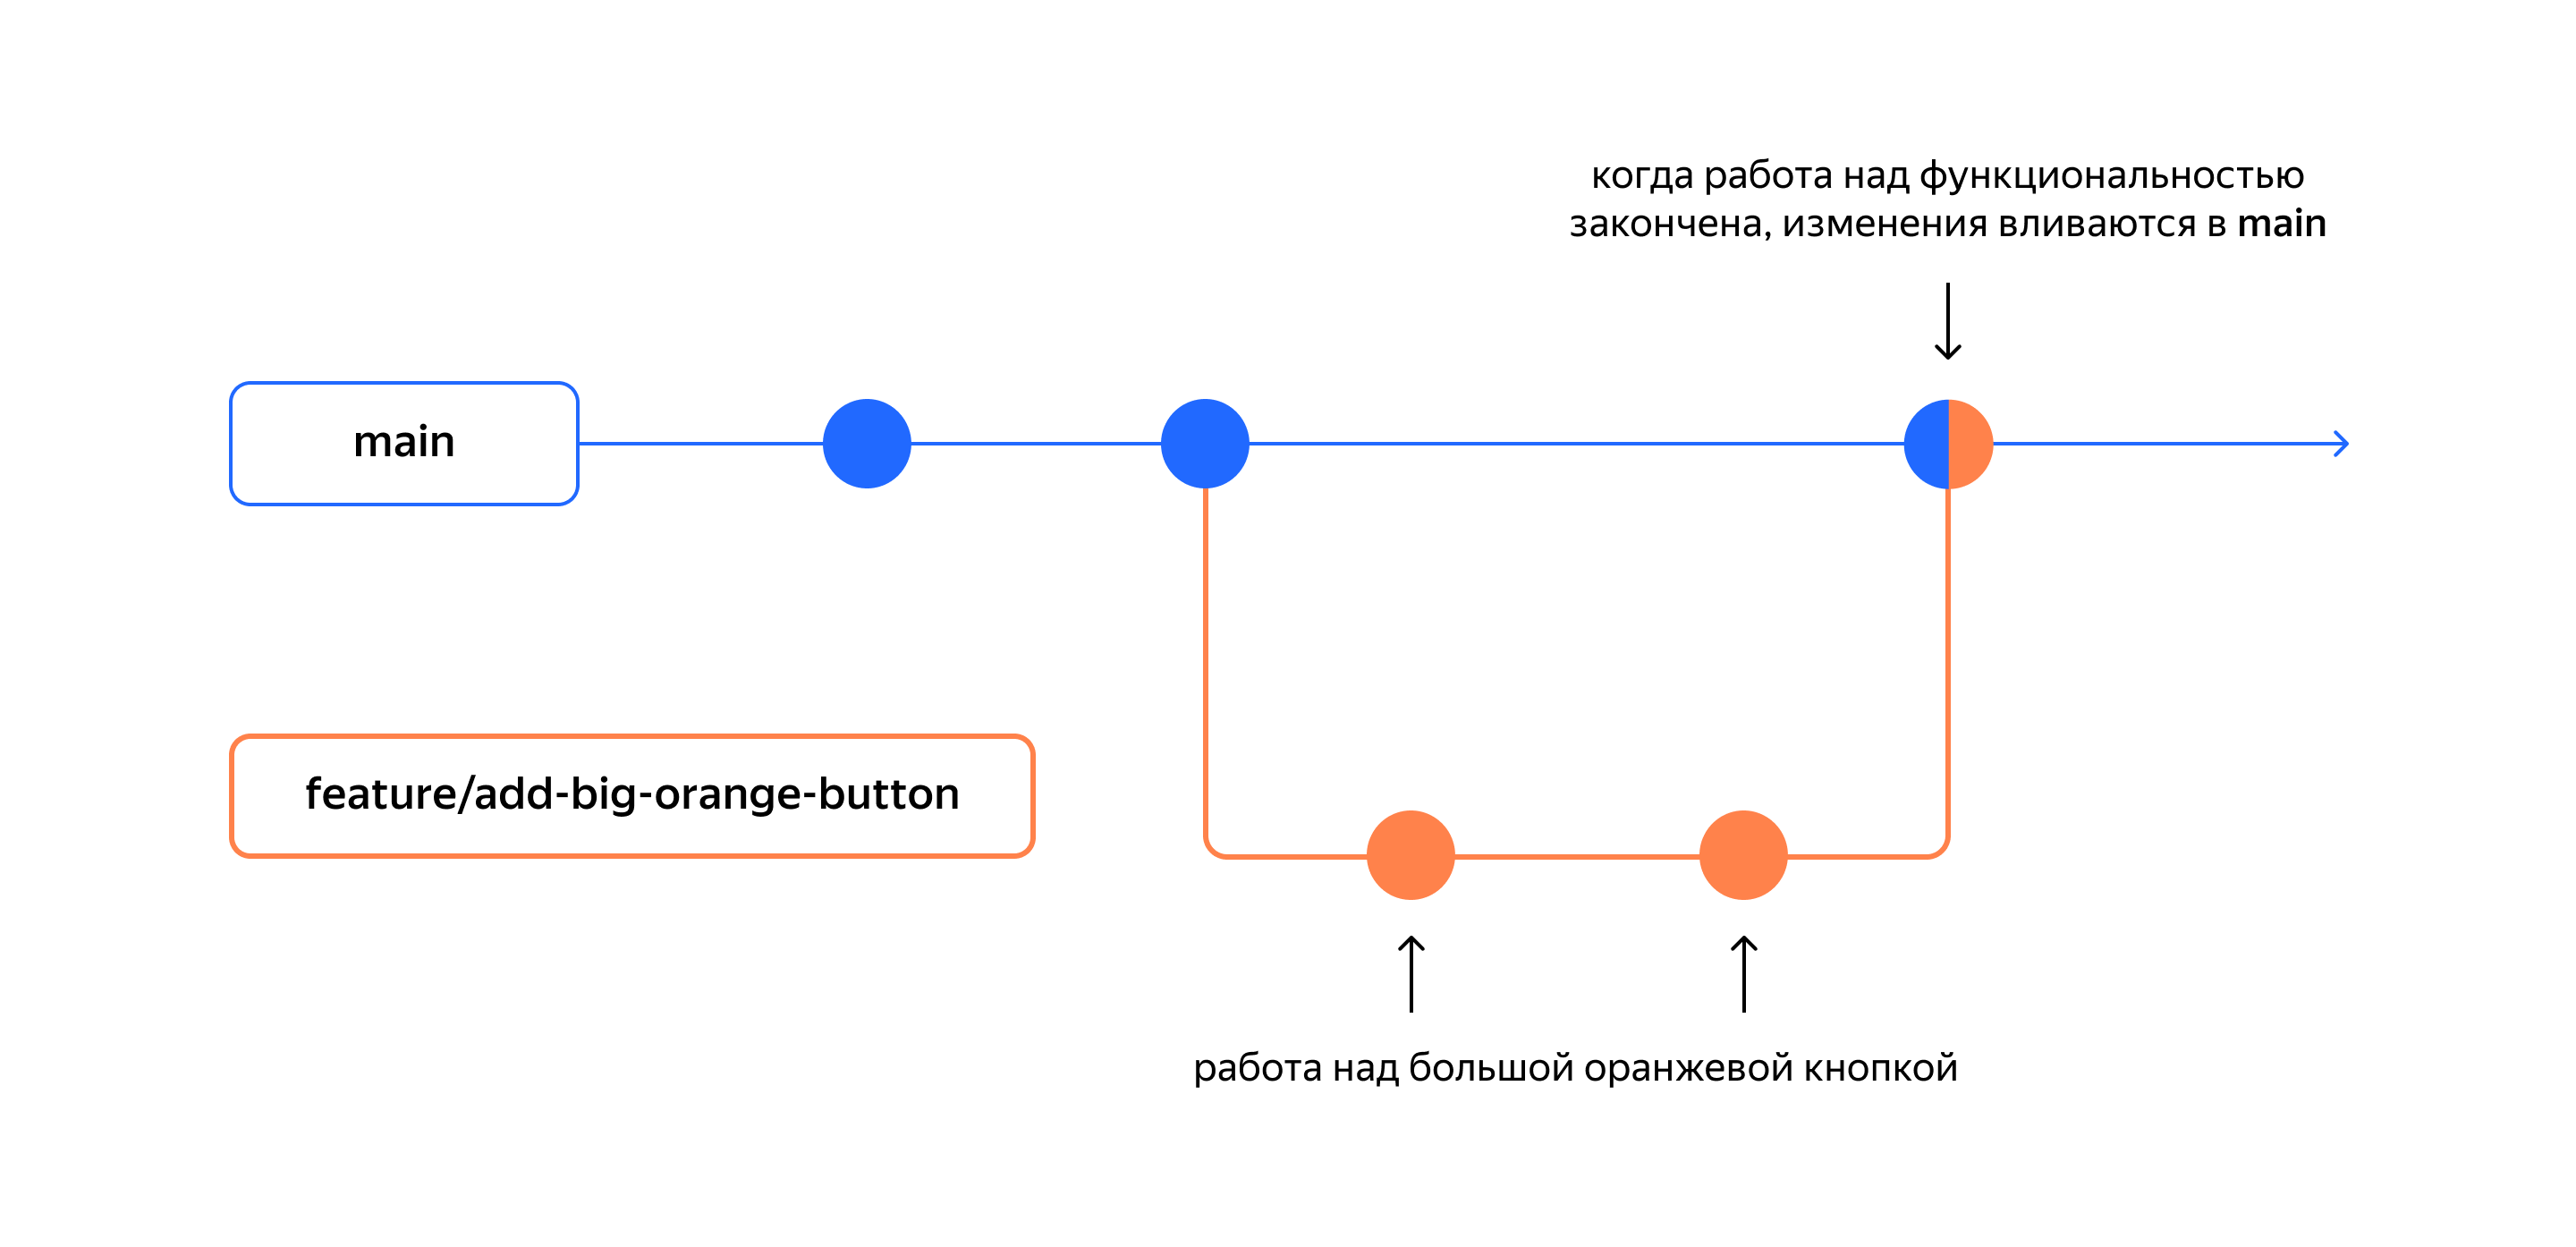 когда работа над функциональностью
закончена, изменения вливаются в main
main
feature/add-big-orange-button
работа над большой оранжевой кнопкой